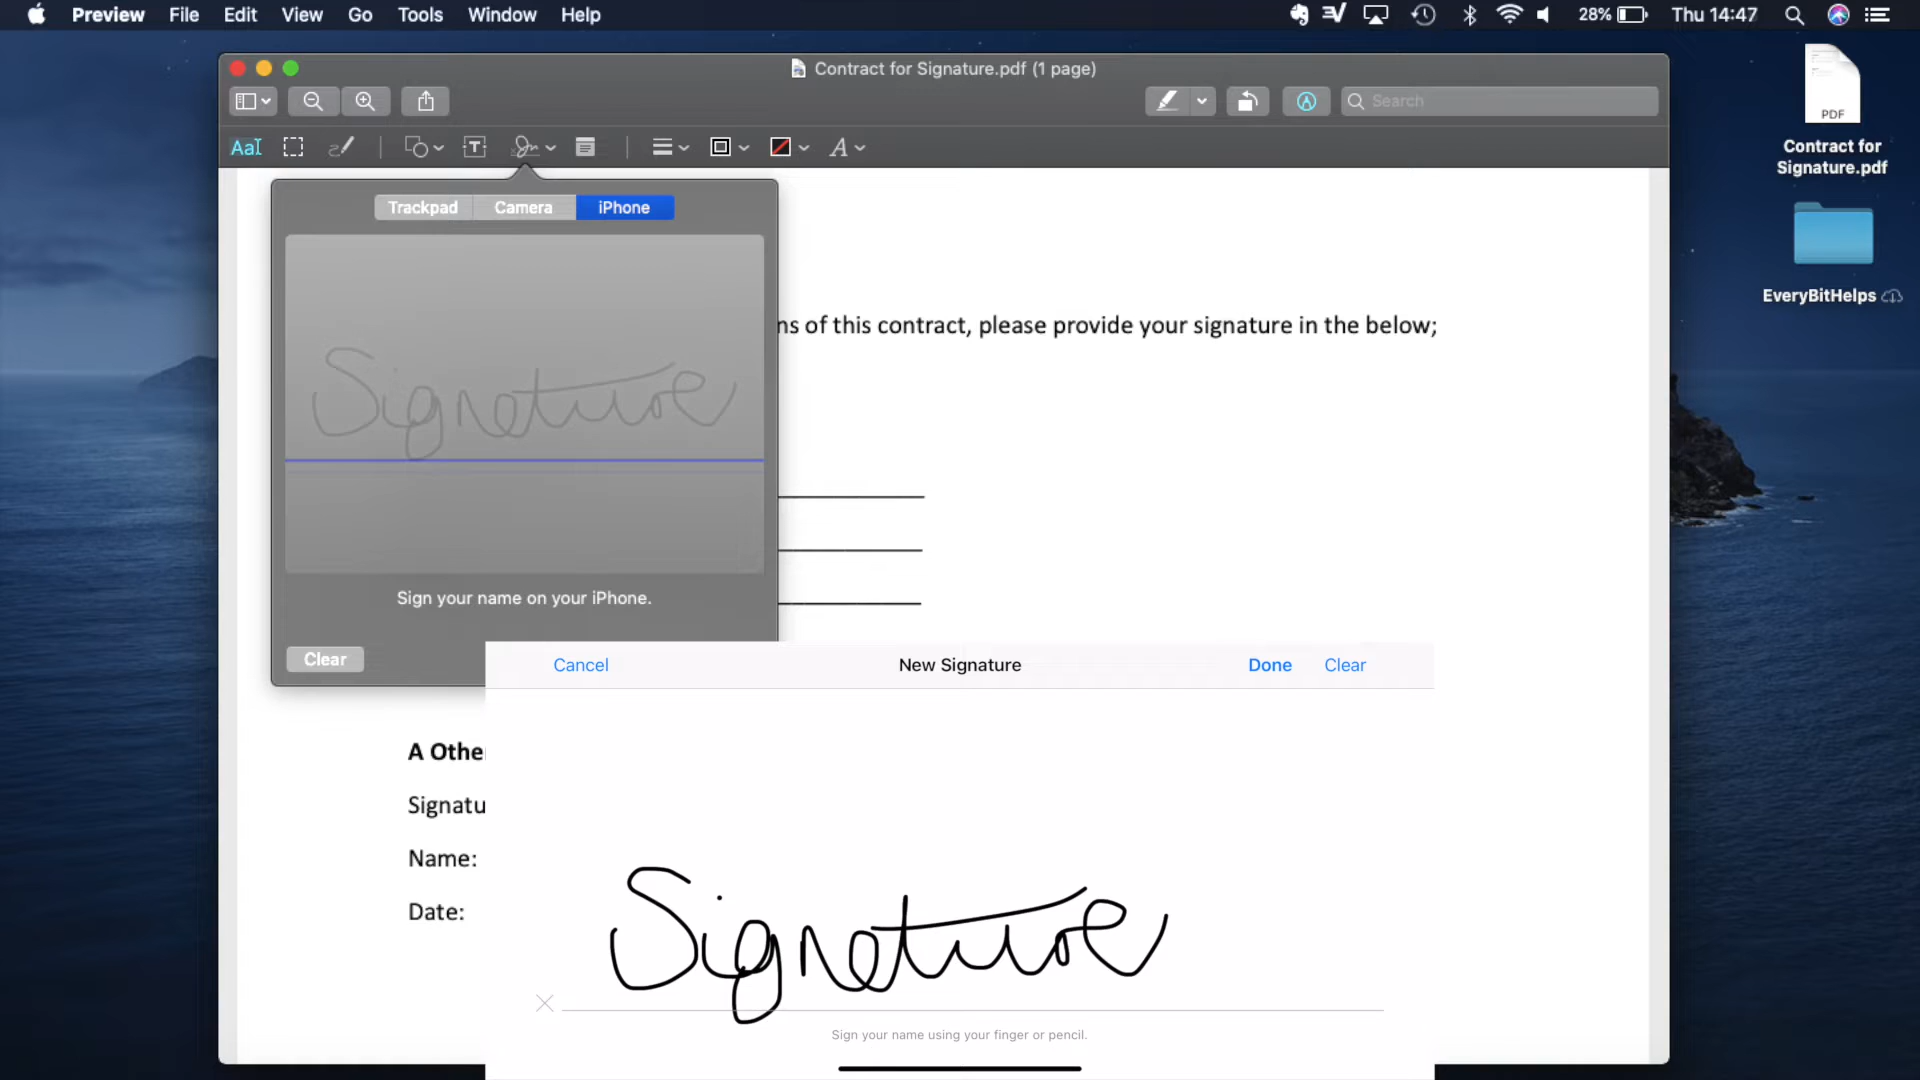 Preview File Edit View Go Tools Window Help 28% Thu 14:47
Contract for Signature.pdf (1 page)
Search
AaI T A
PDF
Contract for
Signature.pdf
EveryBitHelps
Trackpad Camera iPhone
ns of this contract, please provide your signature in the below;
Signature
Sign your name on your iPhone.
Clear
Cancel New Signature Done Clear
A Othe
Signatu
Name:
Date:
Signature
Sign your name using your finger or pencil.